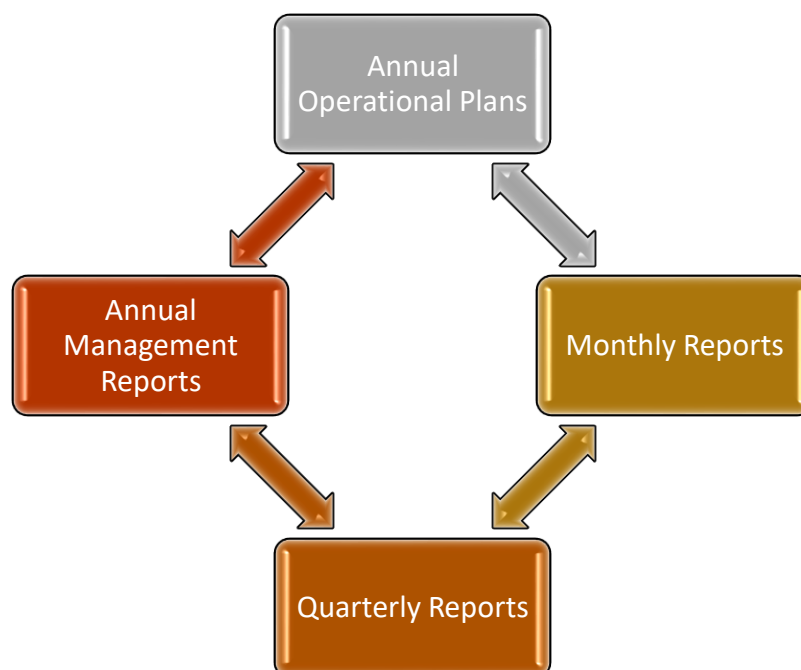 Annual
Operational Plans
Annual
Management
Reports
Monthly Reports
Quarterly Reports